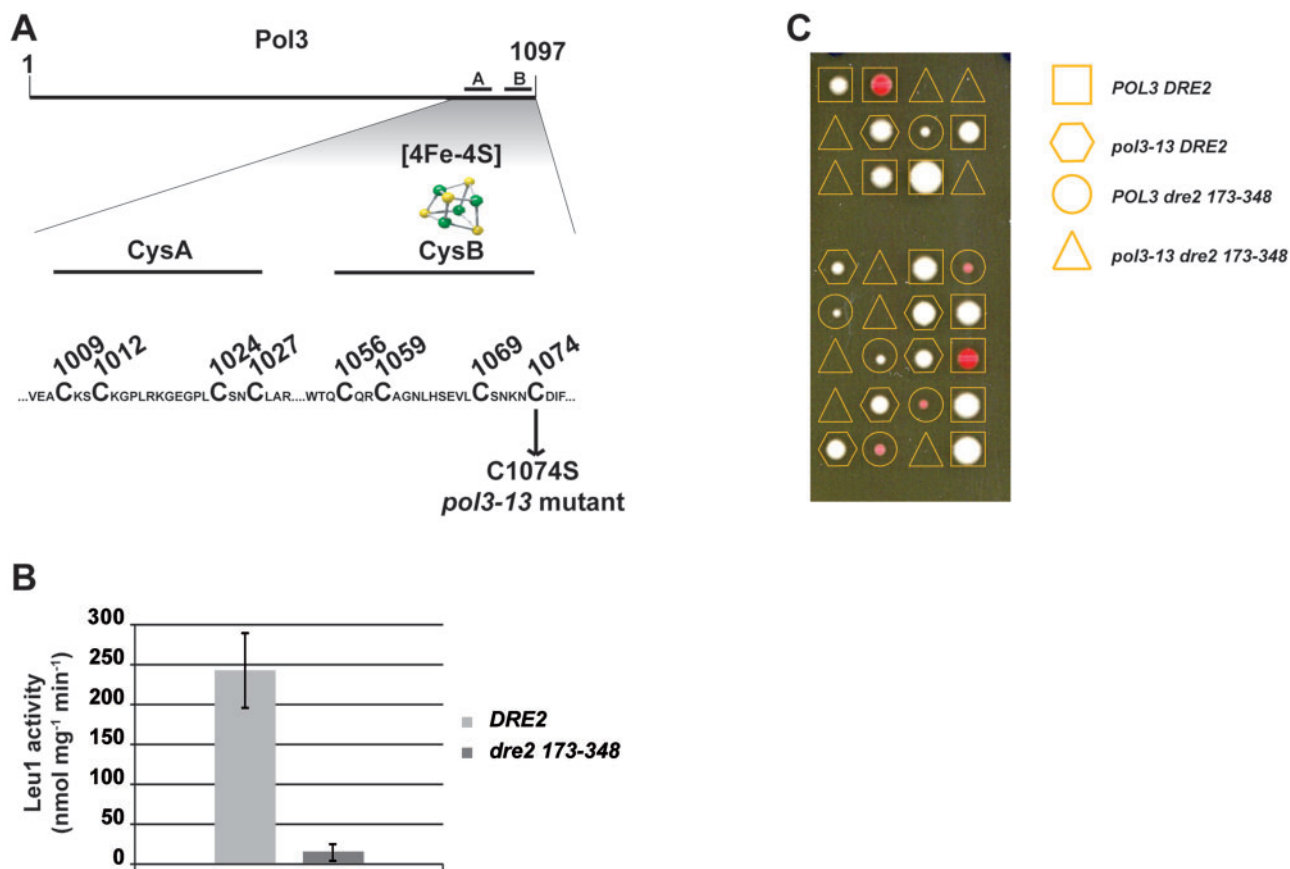 A
Pol3
1
1097
A
B
[4Fe-4S]
CysA
CysB
1009
1012
1024
1027
1056
1059
1069
1074
...VEACKSCKGPLRKGEGPLCSNCLAR....WTQCQRCAGNLHSEVLCSNKNCDIF...
C1074S
pol3-13 mutant
B
Leu1 activity
(nmol mg⁻¹ min⁻¹)
300
250
200
150
100
50
0
DRE2
dre2 173-348
C
POL3 DRE2
pol3-13 DRE2
POL3 dre2 173-348
pol3-13 dre2 173-348